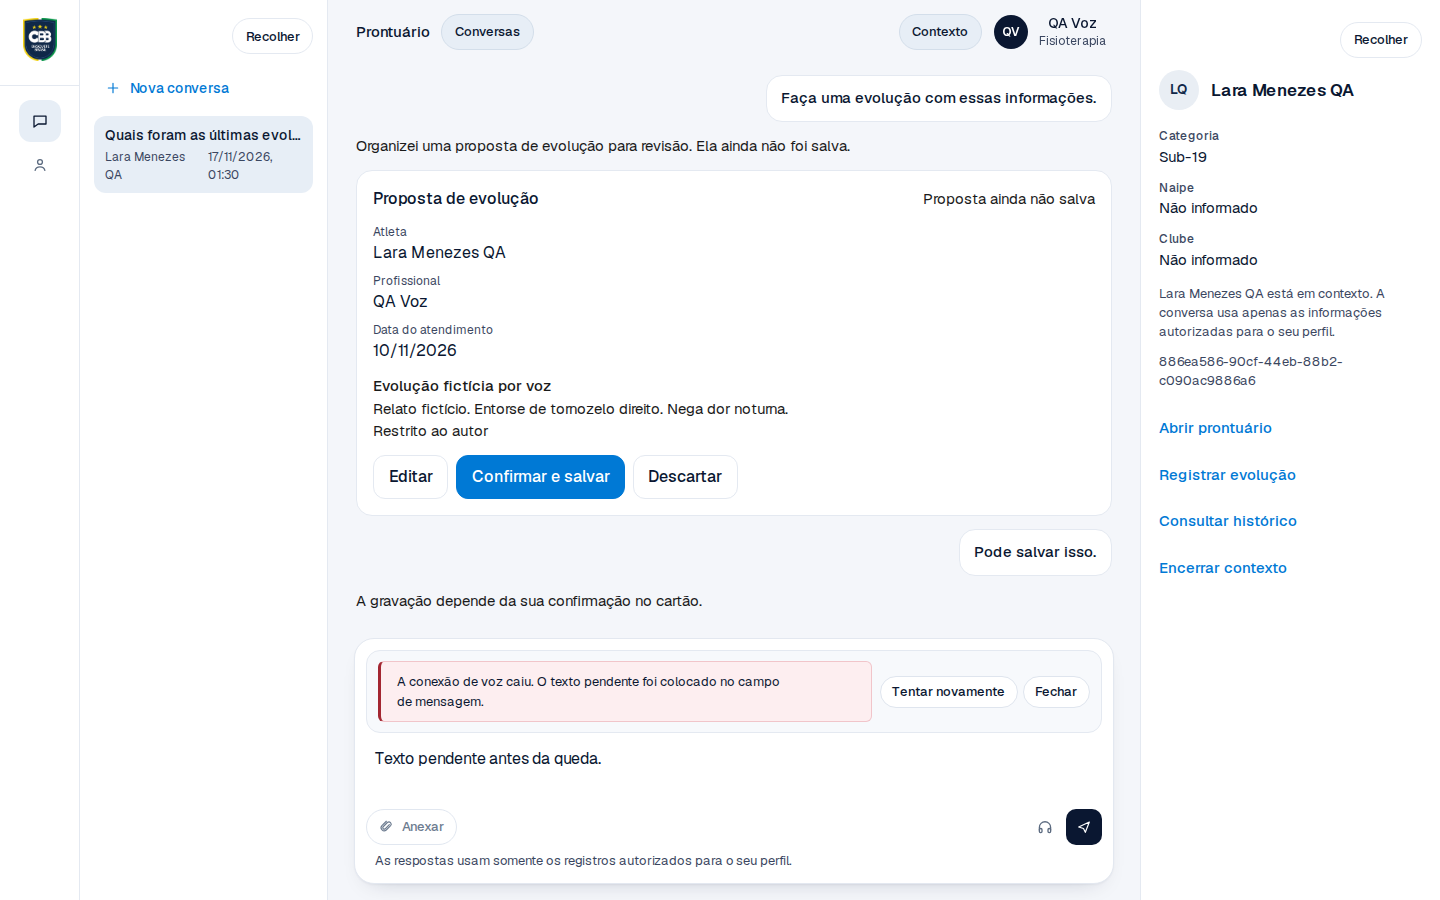 CBB
Recolher
Nova conversa
Quais foram as últimas evol...
Lara Menezes QA
17/11/2026, 01:30
Prontuário
Conversas
Contexto
QV
QA Voz
Fisioterapia
Faça uma evolução com essas informações.
Organizei uma proposta de evolução para revisão. Ela ainda não foi salva.
Proposta de evolução
Proposta ainda não salva
Atleta
Lara Menezes QA
Profissional
QA Voz
Data do atendimento
10/11/2026
Evolução fictícia por voz
Relato fictício. Entorse de tornozelo direito. Nega dor noturna.
Restrito ao autor
Editar
Confirmar e salvar
Descartar
Pode salvar isso.
A gravação depende da sua confirmação no cartão.
A conexão de voz caiu. O texto pendente foi colocado no campo
de mensagem.
Tentar novamente
Fechar
Texto pendente antes da queda.
Anexar
As respostas usam somente os registros autorizados para o seu perfil.
Recolher
LQ
Lara Menezes QA
Categoria
Sub-19
Naipe
Não informado
Clube
Não informado
Lara Menezes QA está em contexto. A
conversa usa apenas as informações
autorizadas para o seu perfil.
886ea586-90cf-44eb-88b2-
c090ac9886a6
Abrir prontuário
Registrar evolução
Consultar histórico
Encerrar contexto